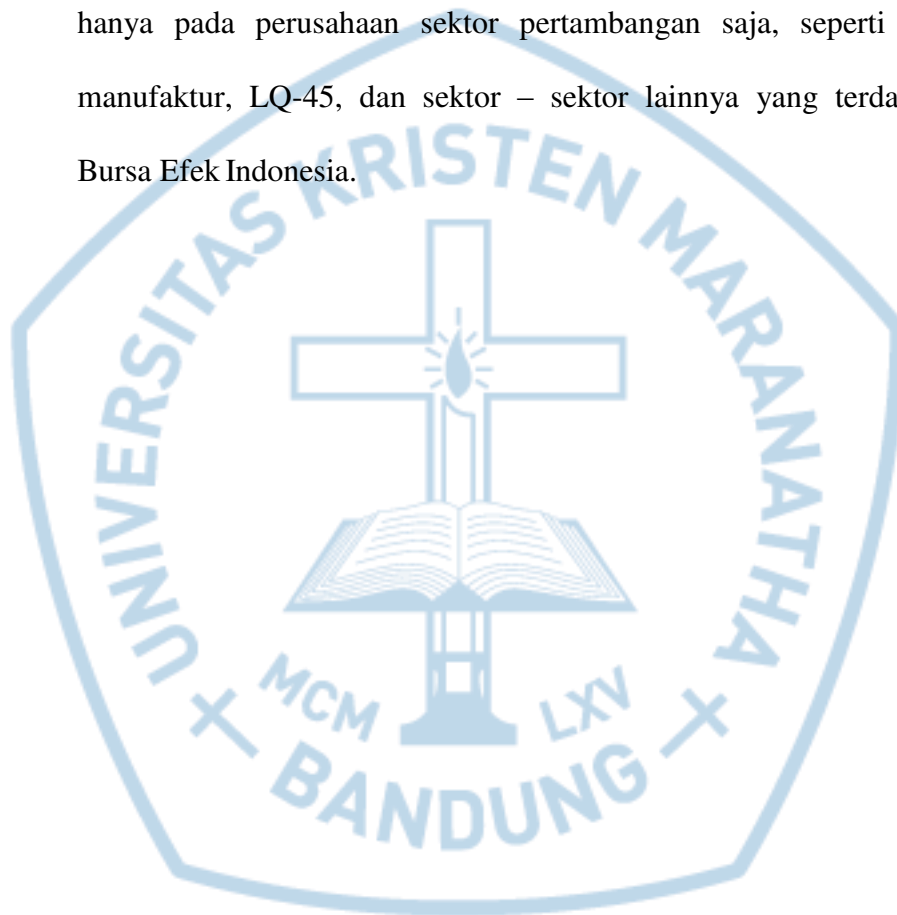 hanya pada perusahaan sektor pertambangan saja, seperti
manufaktur, LQ-45, dan sektor – sektor lainnya yang terda
Bursa Efek Indonesia.
UNIVERSITAS KRISTEN MARANATHA
MCM LXV
BANDUNG